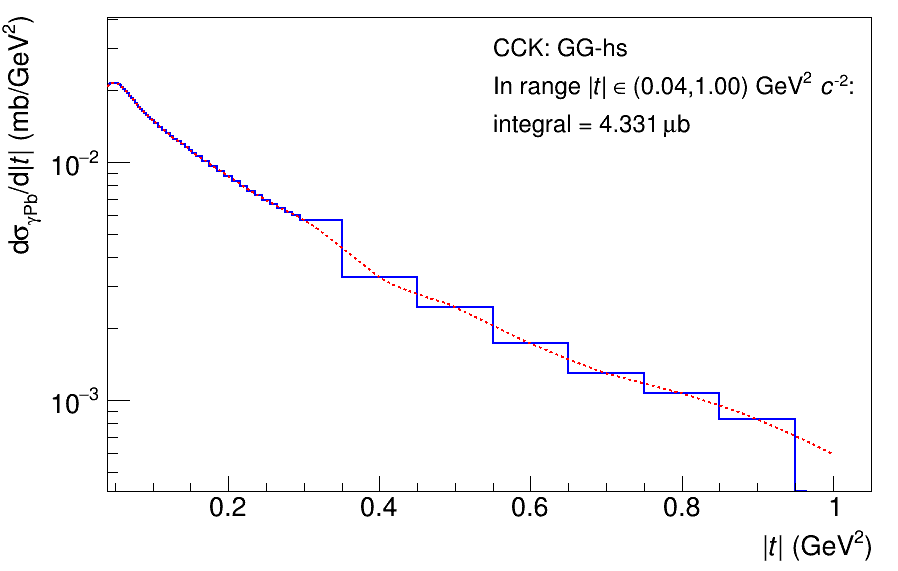 dσγPb/d|t| (mb/GeV²)
CCK: GG-hs
In range |t| ∈ (0.04,1.00) GeV² c⁻²:
integral = 4.331 μb
10⁻²
10⁻³
0.2 0.4 0.6 0.8 1
|t| (GeV²)